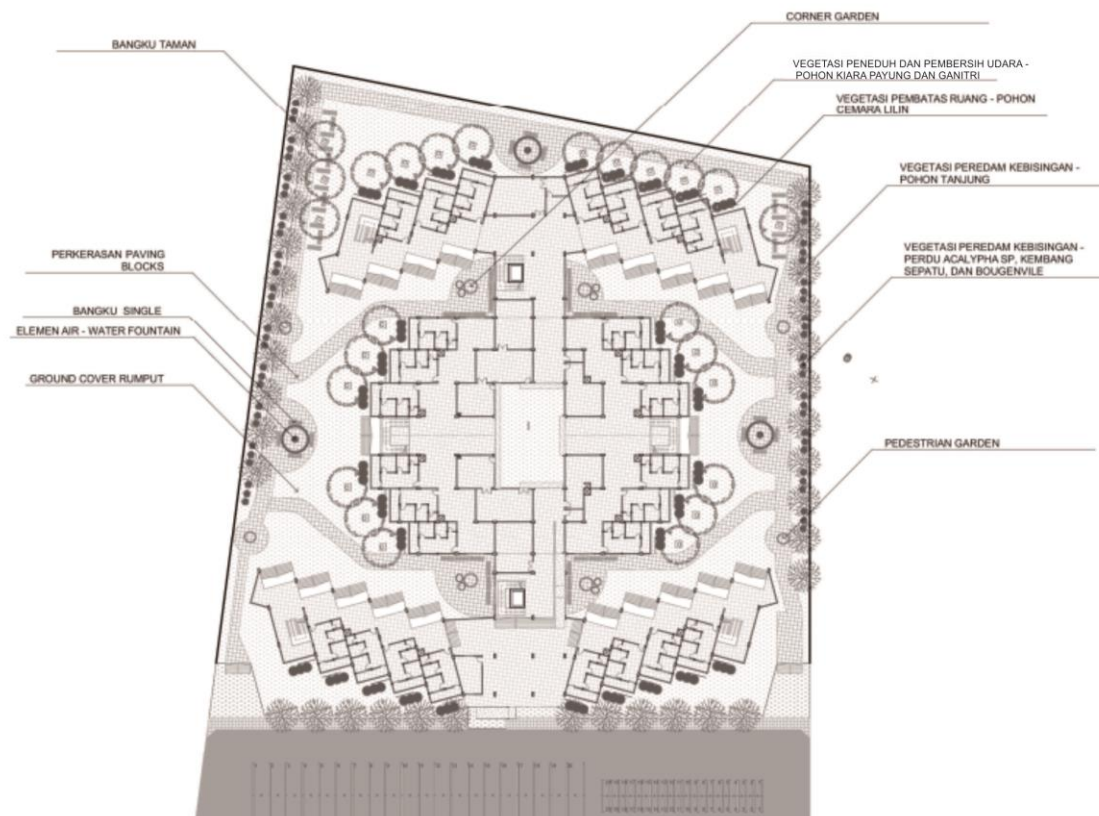 CORNER GARDEN
BANGKU TAMAN
VEGETASI PENEDUH DAN PEMBERSIH UDARA -
POHON KIARA PAYUNG DAN GANITRI
VEGETASI PEMBATAS RUANG - POHON
CEMARA LILIN
VEGETASI PEREDAM KEBISINGAN -
POHON TANJUNG
PERKERASAN PAVING
BLOCKS
VEGETASI PEREDAM KEBISINGAN -
PERDU ACALYPHA SP, KEMBANG
SEPATU, DAN BOUGENVILE
BANGKU SINGLE
ELEMEN AIR - WATER FOUNTAIN
GROUND COVER RUMPUT
PEDESTRIAN GARDEN